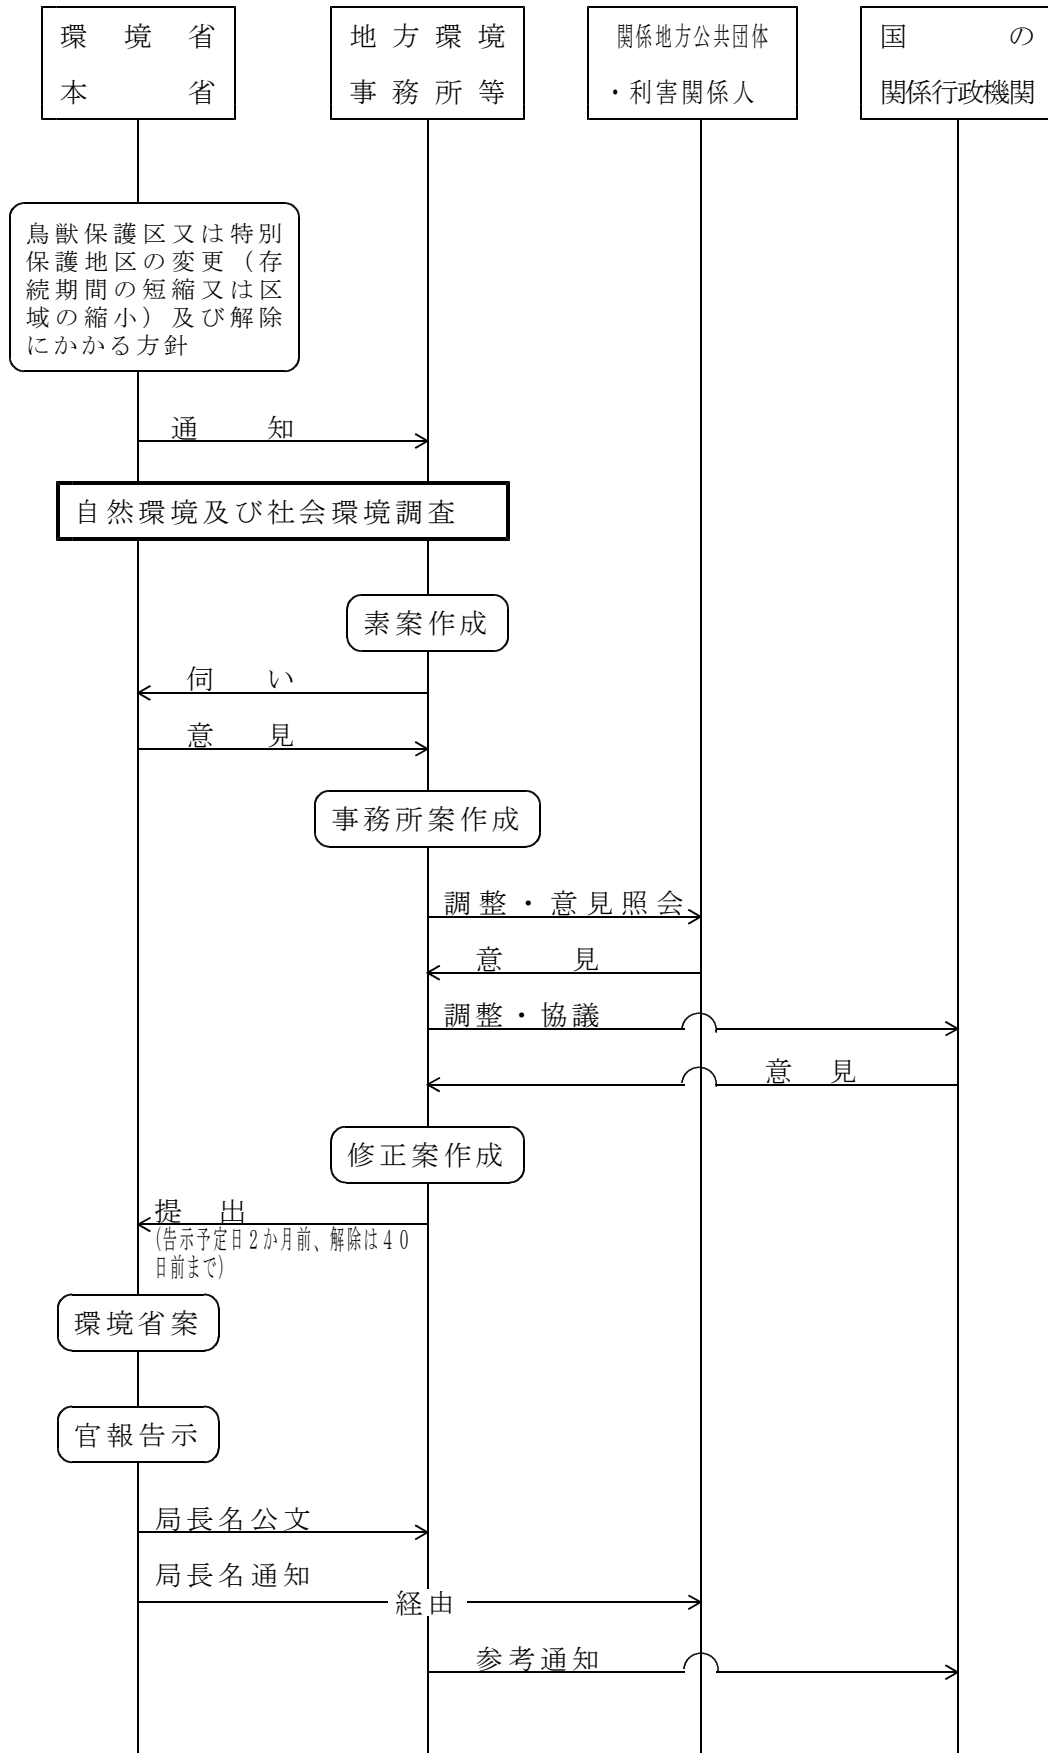 環境省
本省
地方環境
事務所等
関係地方公共団体
・利害関係人
国の
関係行政機関
鳥獣保護区又は特別
保護地区の変更（存
続期間の短縮又は区
域の縮小）及び解除
にかかる方針
通知
自然環境及び社会環境調査
素案作成
伺い
意見
事務所案作成
調整・意見照会
意見
調整・協議
意見
修正案作成
提出
(告示予定日２か月前、解除は４０
日前まで)
環境省案
官報告示
局長名公文
局長名通知
経由
参考通知